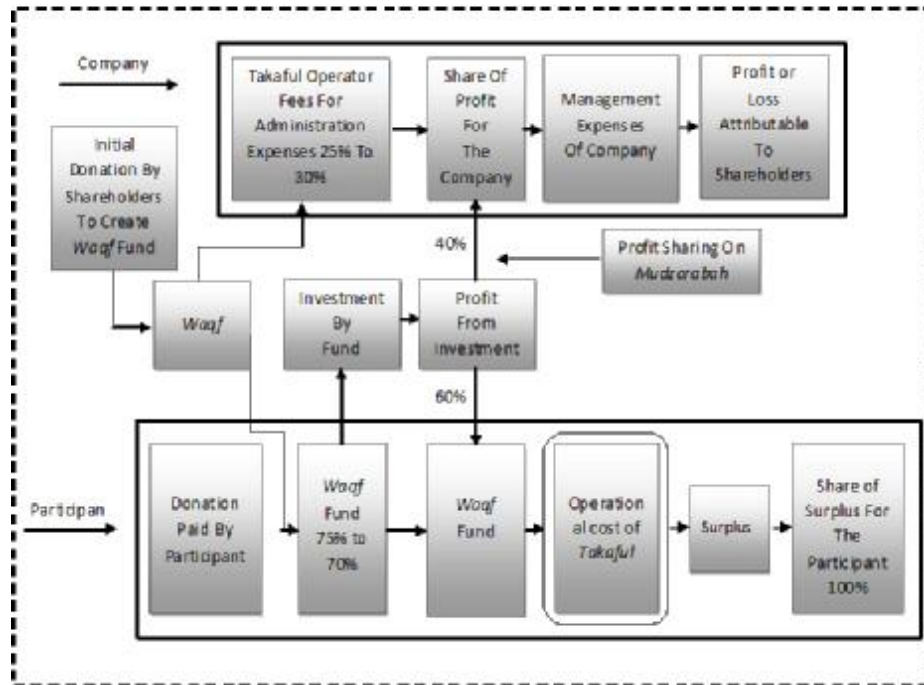 Company
Takaful Operator
Fees For
Administration
Expenses 25% To
30%
Share Of
Profit
For
The
Company
Management
Expenses
Of Company
Profit or
Loss
Attributable
To
Shareholders
Initial
Donation By
Shareholders
To Create
Waqf Fund
40%
Profit Sharing On
Mudzarabah
Waqf
Investment
By
Fund
Profit
From
Investment
60%
Participan
Donation
Paid By
Participant
Waqf
Fund
75% to
70%
Waqf
Fund
Operation
al cost of
Takaful
Surplus
Share of
Surplus For
The
Participant
100%